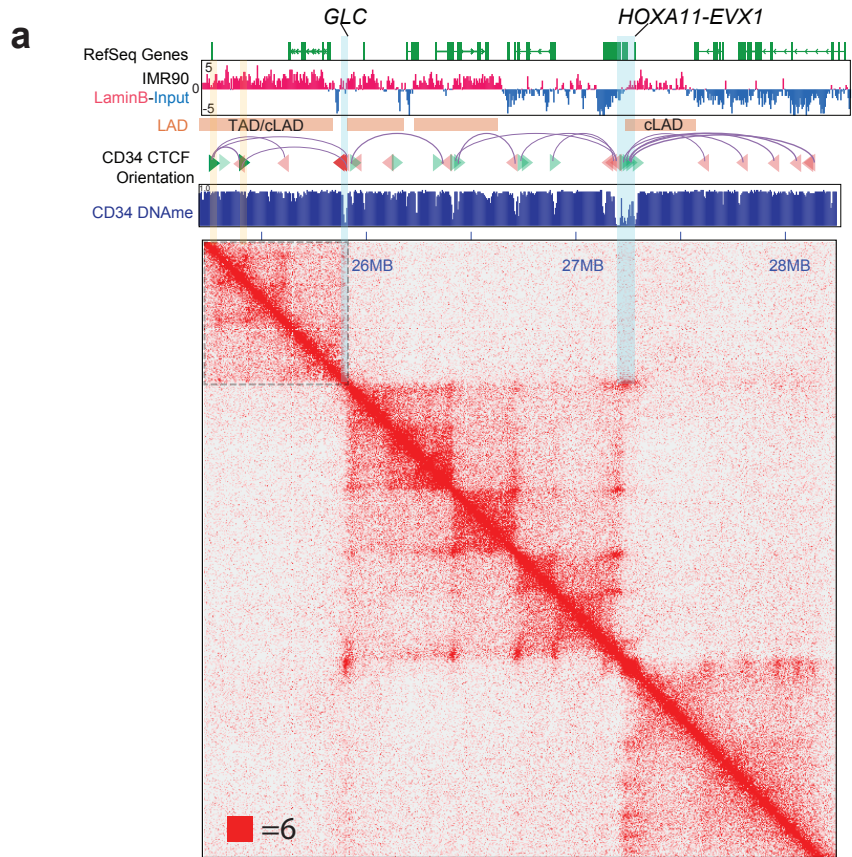 a
GLC HOXA11-EVX1
RefSeq Genes
5
IMR90
0
LaminB-Input
-5
LAD TAD/cLAD cLAD
CD34 CTCF
Orientation
1.0
CD34 DNAme
26MB 27MB 28MB
=6